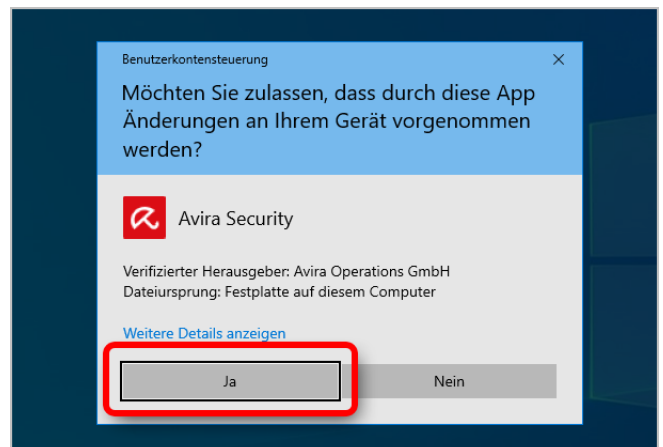 Benutzerkontensteuerung
Möchten Sie zulassen, dass durch diese App
Änderungen an Ihrem Gerät vorgenommen
werden?
Avira Security
Verifizierter Herausgeber: Avira Operations GmbH
Dateiursprung: Festplatte auf diesem Computer
Weitere Details anzeigen
Ja Nein